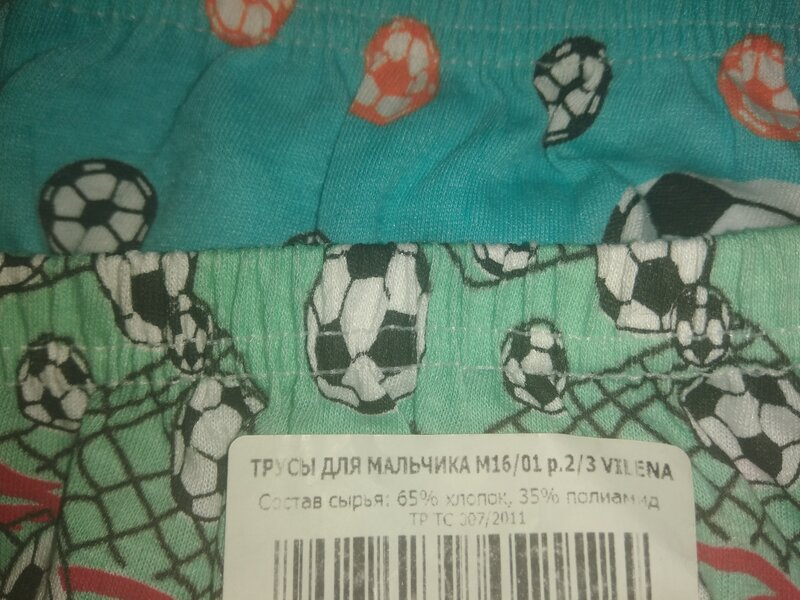 ТРУСЫ ДЛЯ МАЛЬЧИКА М16/01 р.2/3 VILENA
Состав сырья: 65% хлопок, 35% полиамид
ТР ТС 007/2011